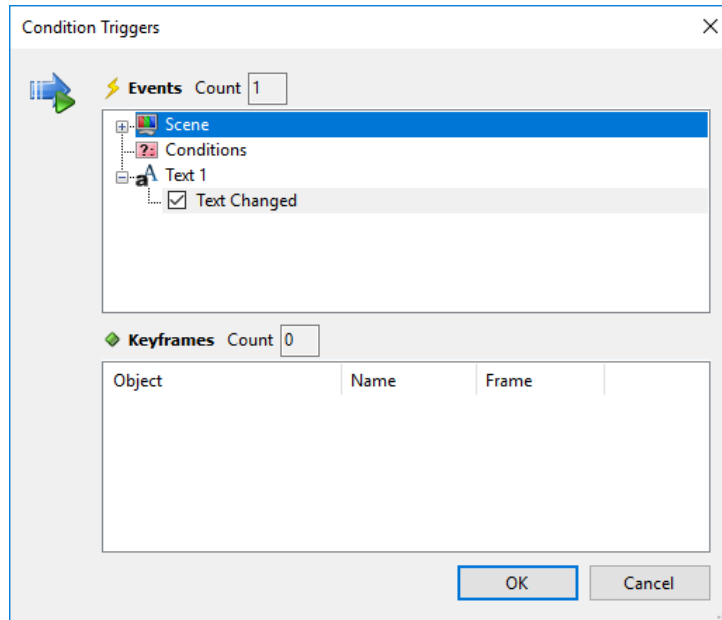 Condition Triggers
Events Count 1
Scene
?: Conditions
aA Text 1
Text Changed
Keyframes Count 0
Object Name Frame
OK Cancel